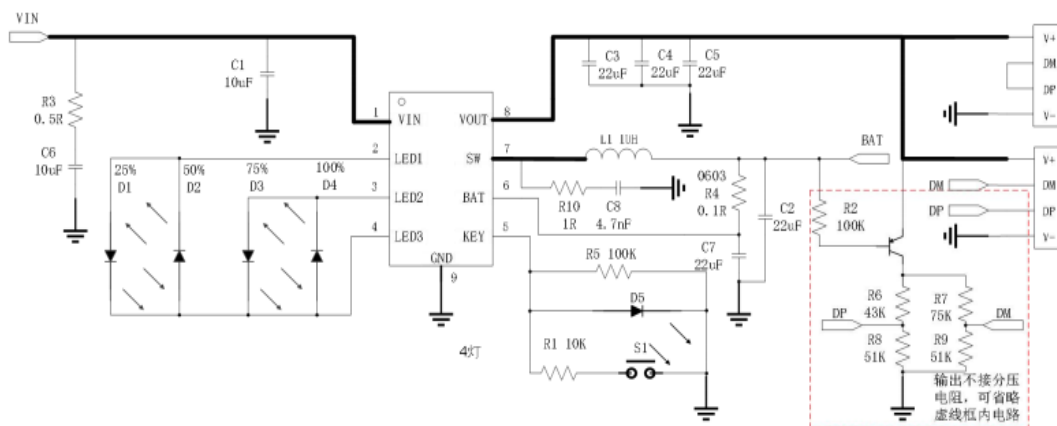 VIN
R3
0.5R
C6
10uF
C1
10uF
1
VIN
2
LED1
3
LED2
4
LED3
VOUT
8
SW
7
BAT
6
KEY
5
GND
9
25%
D1
50%
D2
75%
D3
100%
D4
4灯
C3
22uF
C4
22uF
C5
22uF
L1 1UH
R10
1R
C8
4.7nF
0603
R4
0.1R
C2
22uF
C7
22uF
BAT
R5 100K
D5
R1 10K
S1
R2
100K
R6
43K
R7
75K
DP
DM
R8
51K
R9
51K
输出不接分压
电阻，可省略
虚线框内电路
V+
DM
DP
V-
DM
DP
V+
DM
DP
V-